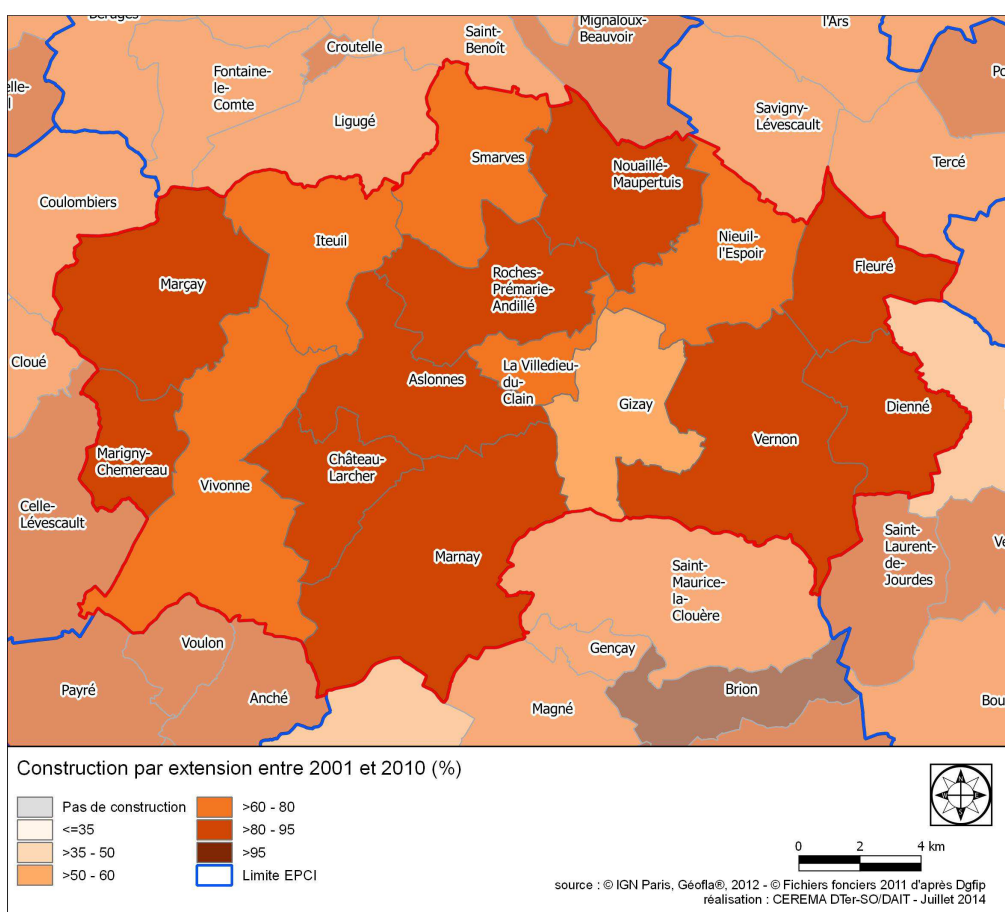 Béruges
Fontaine-
le-
Comte
Croutelle
Saint-
Benoît
Mignaloux-
Beauvoir
l'Ars
elle-
l
Ligugé
Savigny-
Lévescault
Po
Tercé
Smarves
Nouaillé-
Maupertuis
Coulombiers
Iteuil
Nieuil-
l'Espoir
Fleuré
Marçay
Roches-
Prémarie-
Andillé
Cloué
Aslonnes
La Villedieu-
du-
Clain
Gizay
Dienné
Vernon
Marigny-
Chemereau
Château-
Larcher
Vivonne
Celle-
Lévescault
Marnay
Saint-
Maurice-
la-
Clouère
Saint-
Laurent-
de-
Jourdes
Ve
Voulon
Gençay
Payré
Anché
Magné
Brion
Bou
Construction par extension entre 2001 et 2010 (%)
Pas de construction
<=35
>35 - 50
>50 - 60
>60 - 80
>80 - 95
>95
Limite EPCI
N
E
S
W
0 2 4 km
source : © IGN Paris, Géofla®, 2012 - © Fichiers fonciers 2011 d'après Dgfip
réalisation : CEREMA DTer-SO/DAIT - Juillet 2014